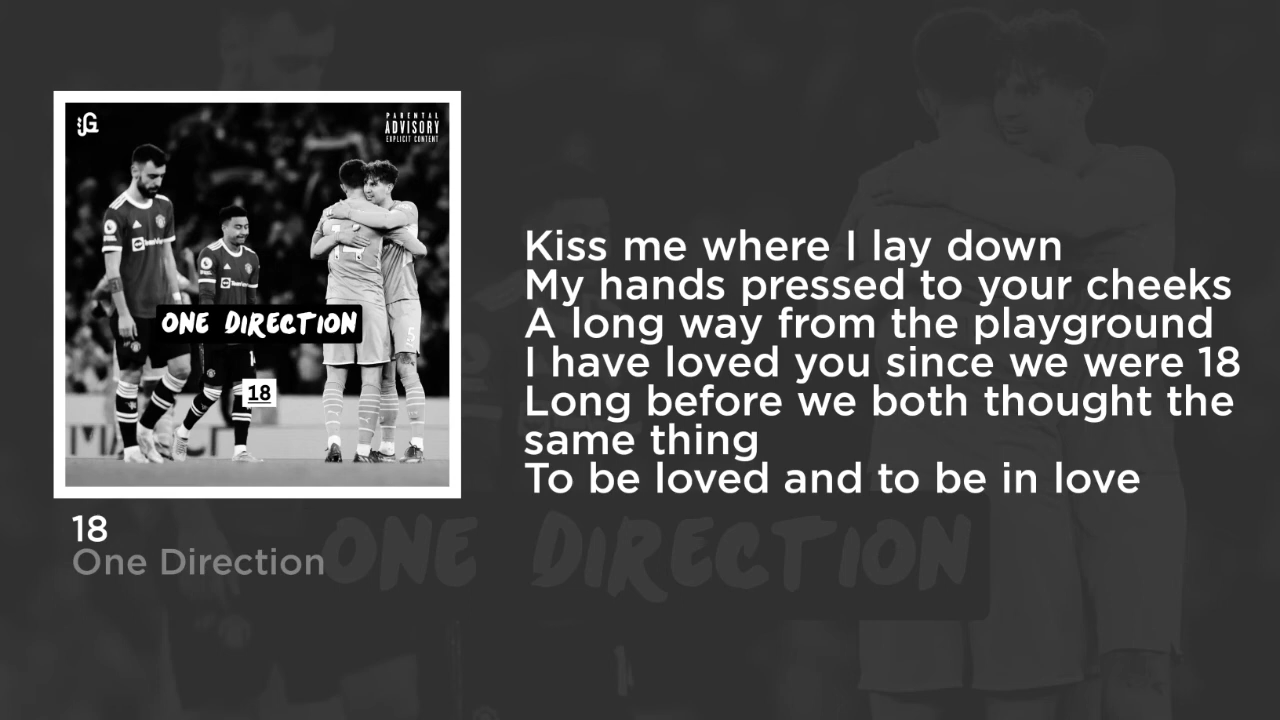 JG
PARENTAL
ADVISORY
EXPLICIT CONTENT
ONE DIRECTION
18
5
Kiss me where I lay down
My hands pressed to your cheeks
A long way from the playground
I have loved you since we were 18
Long before we both thought the
same thing
To be loved and to be in love
18
One Direction
ONE DIRECTION